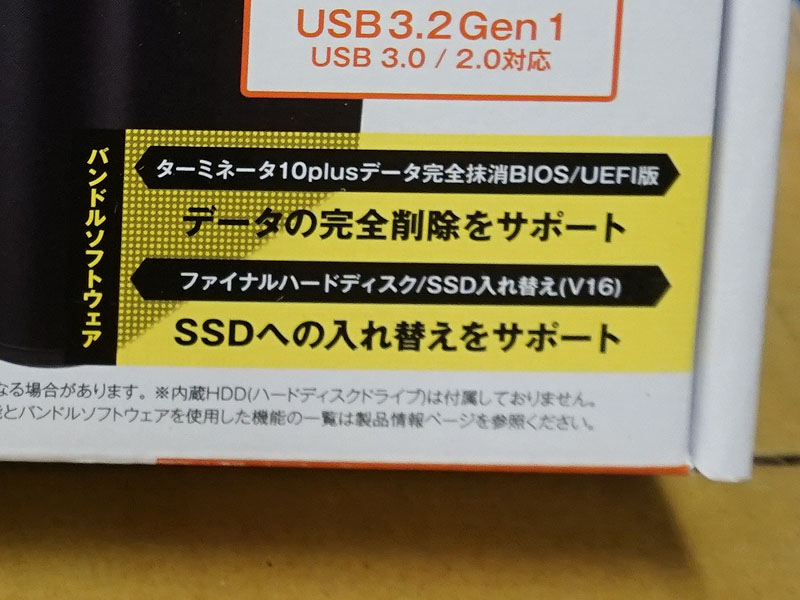 USB 3.2 Gen 1
USB 3.0 / 2.0対応
バンドルソフトウェア
ターミネータ10plusデータ完全抹消BIOS/UEFI版
データの完全削除をサポート
ファイナルハードディスク/SSD入れ替え(V16)
SSDへの入れ替えをサポート
なる場合があります。※内蔵HDD(ハードディスクドライブ)は付属しておりません。
とバンドルソフトウェアを使用した機能の一覧は製品情報ページを参照ください。